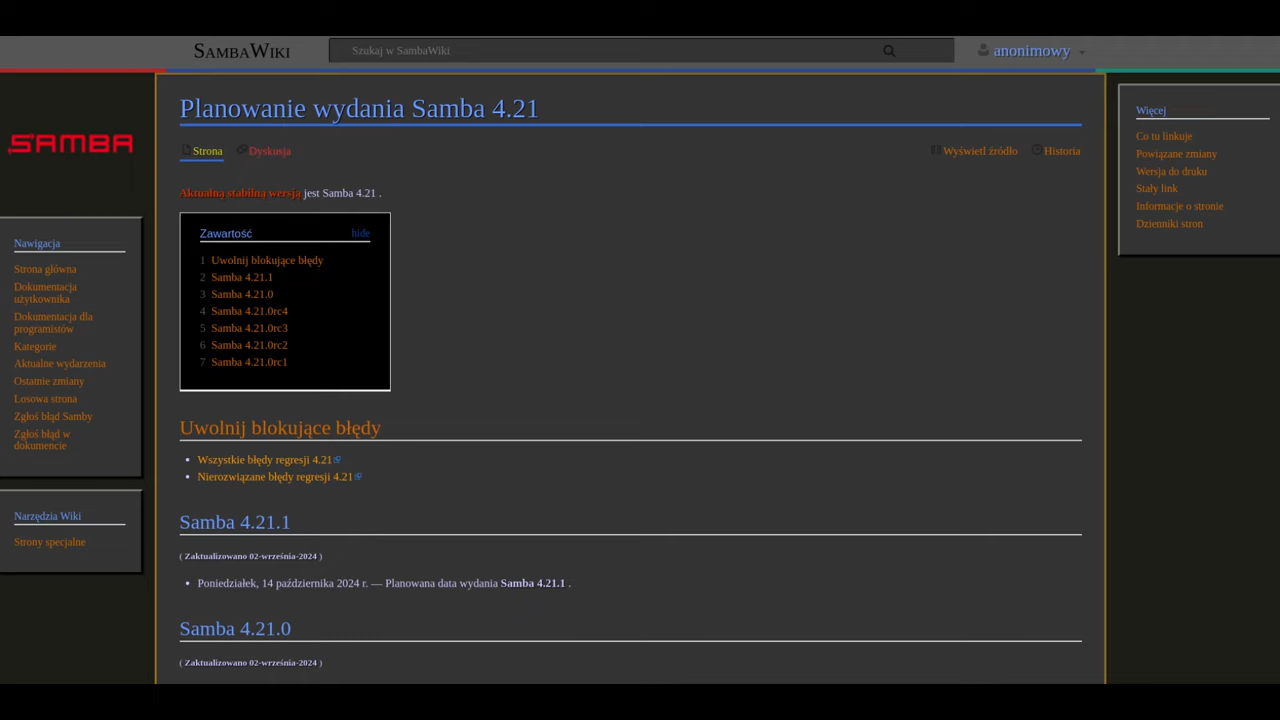 SambaWiki
Szukaj w SambaWiki
anonimowy
SAMBA
Nawigacja
Strona główna
Dokumentacja
użytkownika
Dokumentacja dla
programistów
Kategorie
Aktualne wydarzenia
Ostatnie zmiany
Losowa strona
Zgłoś błąd Samby
Zgłoś błąd w
dokumencie
Narzędzia Wiki
Strony specjalne
Planowanie wydania Samba 4.21
Strona Dyskusja Wyświetl źródło Historia
Aktualną stabilną wersją jest Samba 4.21 .
Zawartość hide
1 Uwolnij blokujące błędy
2 Samba 4.21.1
3 Samba 4.21.0
4 Samba 4.21.0rc4
5 Samba 4.21.0rc3
6 Samba 4.21.0rc2
7 Samba 4.21.0rc1
Uwolnij blokujące błędy
• Wszystkie błędy regresji 4.21
• Nierozwiązane błędy regresji 4.21
Samba 4.21.1
( Zaktualizowano 02-września-2024 )
• Poniedziałek, 14 października 2024 r. — Planowana data wydania Samba 4.21.1 .
Samba 4.21.0
( Zaktualizowano 02-września-2024 )
Więcej
Co tu linkuje
Powiązane zmiany
Wersja do druku
Stały link
Informacje o stronie
Dzienniki stron